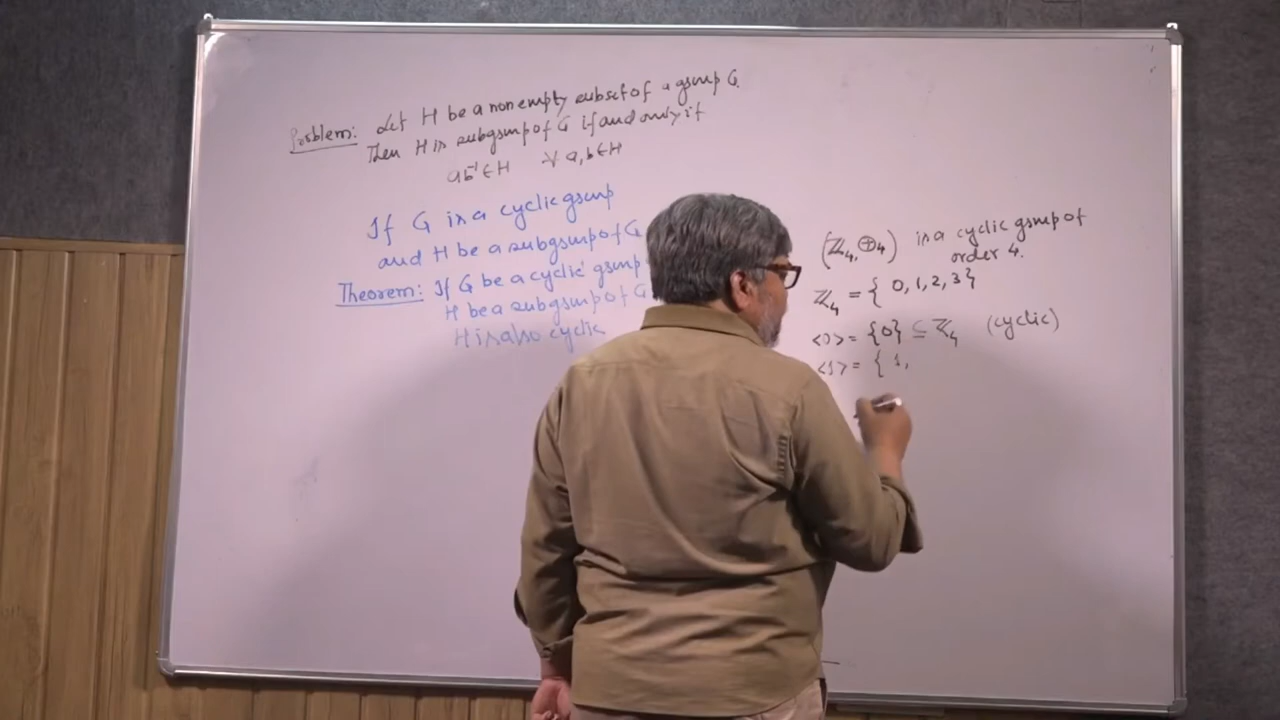 Problem: Let H be a nonempty subset of a group G.
Then H is subgroup of G if and only if
ab⁻¹ ∈ H ∀ a, b ∈ H
If G is a cyclic group
and H be a subgroup of G
Theorem: If G be a cyclic group
H be a subgroup of G
H is also cyclic
(ℤ₄, ⊕₄) is a cyclic group of
order 4.
ℤ₄ = { 0, 1, 2, 3 }
<0> = {0} ⊆ ℤ₄ (cyclic)
<1> = { 1,